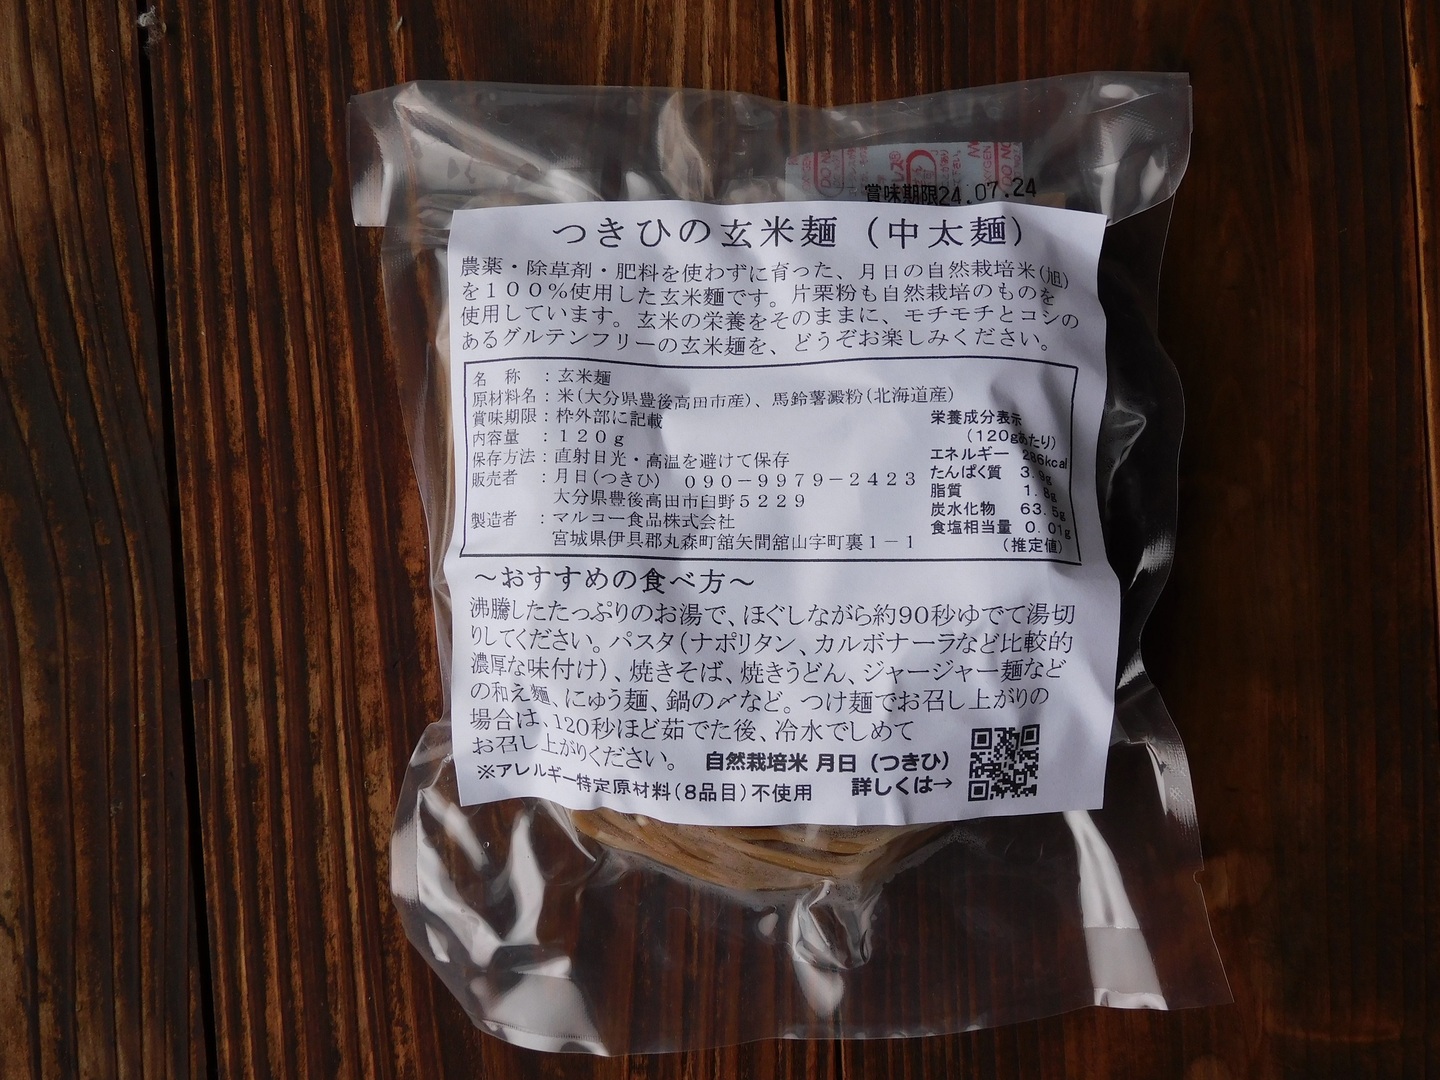 賞味期限24.07.24
つきひの玄米麺（中太麺）
農薬・除草剤・肥料を使わずに育った、月日の自然栽培米(旭)
を１００％使用した玄米麺です。片栗粉も自然栽培のものを
使用しています。玄米の栄養をそのままに、モチモチとコシの
あるグルテンフリーの玄米麺を、どうぞお楽しみください。
名　称　：玄米麺
原材料名：米(大分県豊後高田市産)、馬鈴薯澱粉(北海道産)
賞味期限：枠外部に記載
内容量　：１２０ｇ
保存方法：直射日光・高温を避けて保存
販売者　：月日(つきひ)　０９０－９９７９－２４２３
大分県豊後高田市臼野５２２９
製造者　：マルコー食品株式会社
宮城県伊具郡丸森町舘矢間舘山字町裏１－１
栄養成分表示
（120gあたり）
エネルギー　286kcal
たんぱく質　3. g
脂質　1.8g
炭水化物　63.5g
食塩相当量　0.01g
（推定値）
～おすすめの食べ方～
沸騰したたっぷりのお湯で、ほぐしながら約90秒ゆでて湯切
りしてください。パスタ(ナポリタン、カルボナーラなど比較的
濃厚な味付け)、焼きそば、焼きうどん、ジャージャー麺など
の和え麺、にゅう麺、鍋の〆など。つけ麺でお召し上がりの
場合は、120秒ほど茹でた後、冷水でしめて
お召し上がりください。
自然栽培米 月日（つきひ）
※アレルギー特定原材料(8品目)不使用
詳しくは→